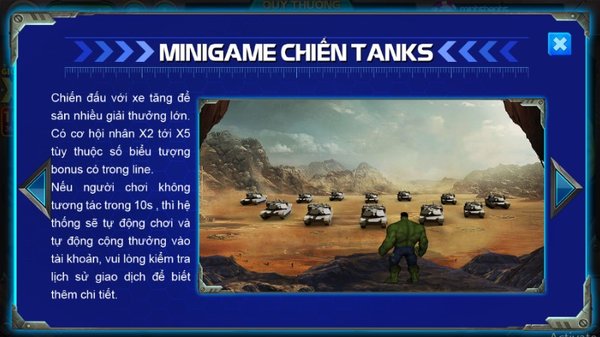 QUỸ THƯỞNG
MINIGAME CHIẾN TANKS
Chiến đấu với xe tăng để
săn nhiều giải thưởng lớn.
Có cơ hội nhân X2 tới X5
tùy thuộc số biểu tượng
bonus có trong line.
Nếu người chơi không
tương tác trong 10s , thì hệ
thống sẽ tự động chơi và
tự động cộng thưởng vào
tài khoản, vui lòng kiểm tra
lịch sử giao dịch để biết
thêm chi tiết.